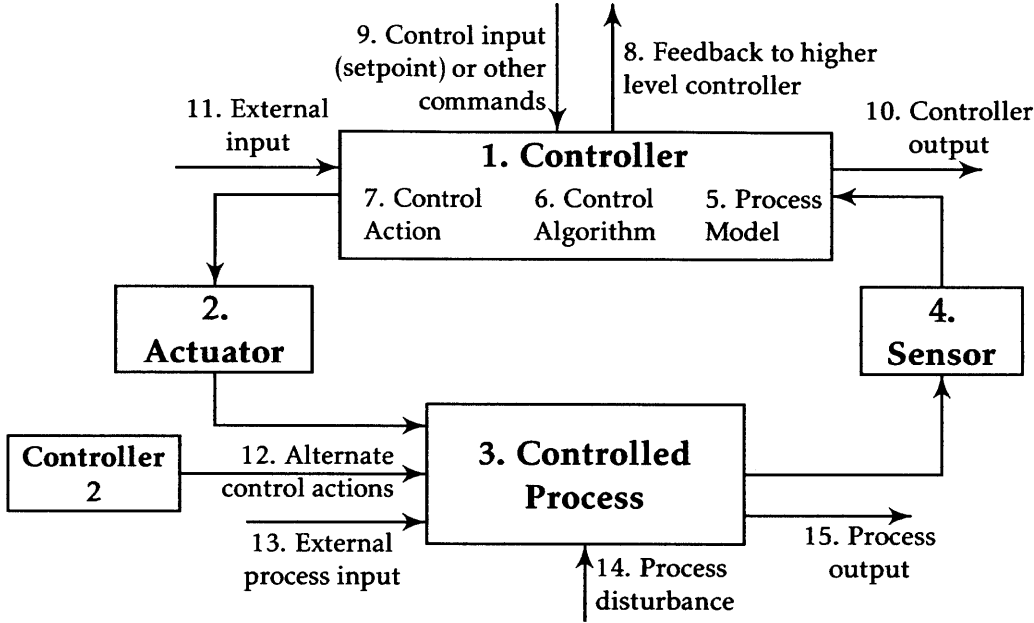 9. Control input
(setpoint) or other
commands
8. Feedback to higher
level controller
11. External
input
10. Controller
output
1. Controller
7. Control
Action
6. Control
Algorithm
5. Process
Model
2.
Actuator
4.
Sensor
Controller
2
12. Alternate
control actions
3. Controlled
Process
13. External
process input
14. Process
disturbance
15. Process
output